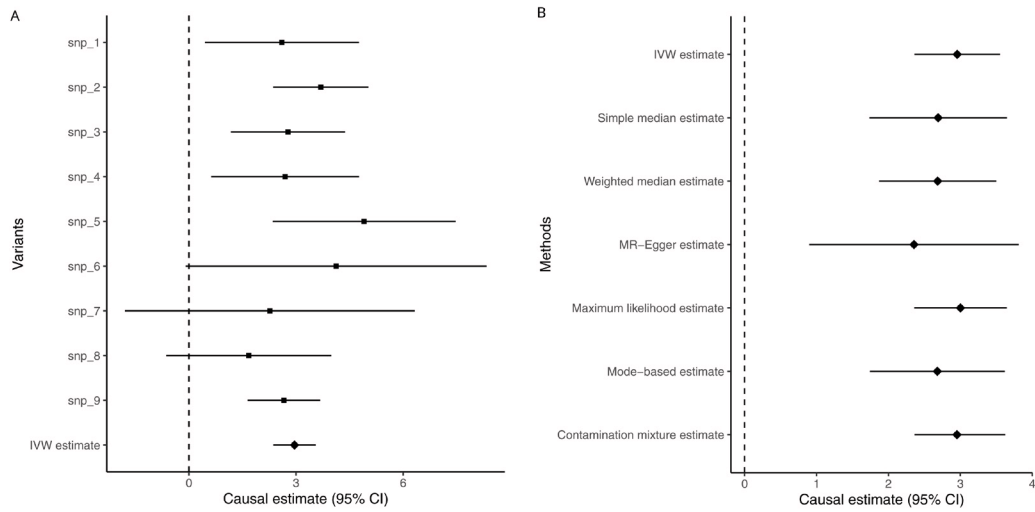 A
Variants
snp_1
snp_2
snp_3
snp_4
snp_5
snp_6
snp_7
snp_8
snp_9
IVW estimate
0 3 6
Causal estimate (95% CI)
B
Methods
IVW estimate
Simple median estimate
Weighted median estimate
MR−Egger estimate
Maximum likelihood estimate
Mode−based estimate
Contamination mixture estimate
0 1 2 3 4
Causal estimate (95% CI)